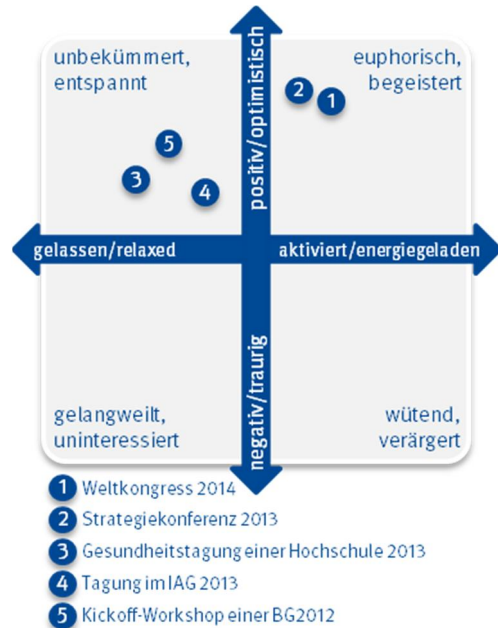 unbekümmert,
entspannt
euphorisch,
begeistert
positiv/optimistisch
2
1
5
3
4
gelassen/relaxed
aktiviert/energiegeladen
negativ/traurig
gelangweilt,
uninteressiert
wütend,
verärgert
1 Weltkongress 2014
2 Strategiekonferenz 2013
3 Gesundheitstagung einer Hochschule 2013
4 Tagung im IAG 2013
5 Kickoff-Workshop einer BG2012